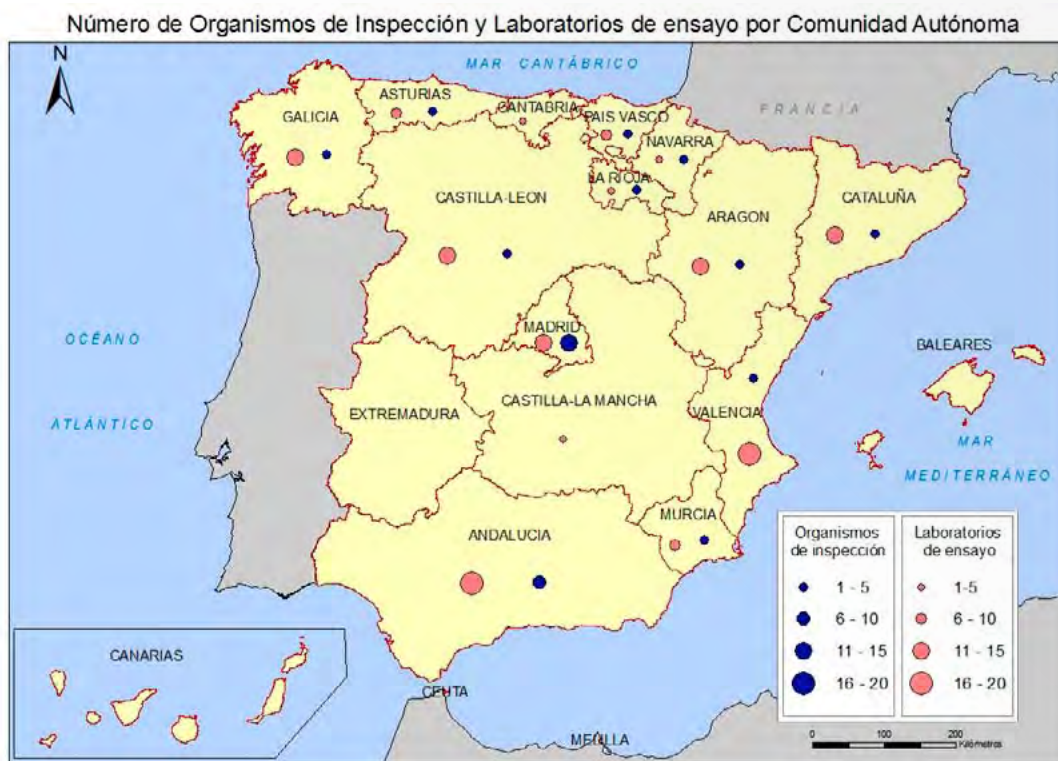 Número de Organismos de Inspección y Laboratorios de ensayo por Comunidad Autónoma
N
MAR CANTÁBRICO
FRANCIA
ASTURIAS
CANTABRIA
PAIS VASCO
GALICIA
NAVARRA
LA RIOJA
CASTILLA-LEON
ARAGON
CATALUÑA
MADRID
OCÉANO
ATLÁNTICO
BALEARES
EXTREMADURA
CASTILLA-LA MANCHA
VALENCIA
MAR
MEDITERRÁNEO
MURCIA
ANDALUCIA
CANARIAS
CEUTA
MELILLA
Organismos
de inspección
1 - 5
6 - 10
11 - 15
16 - 20
Laboratorios
de ensayo
1-5
6 - 10
11 - 15
16 - 20
0 100 200
Kilómetros